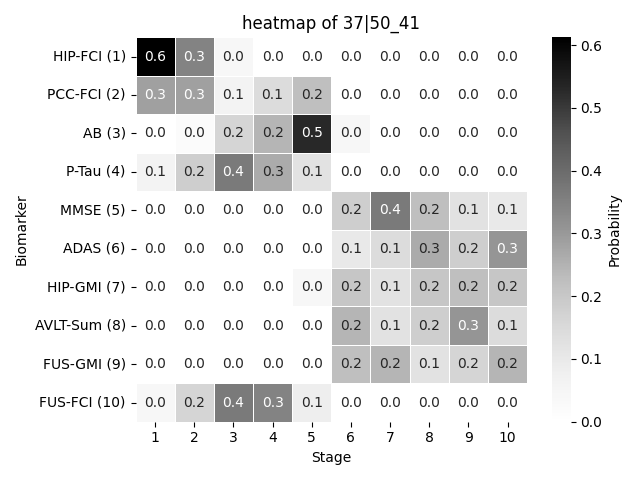 heatmap of 37|50_41
HIP-FCI (1) 0.6 0.3 0.0 0.0 0.0 0.0 0.0 0.0 0.0 0.0
PCC-FCI (2) 0.3 0.3 0.1 0.1 0.2 0.0 0.0 0.0 0.0 0.0
AB (3) 0.0 0.0 0.2 0.2 0.5 0.0 0.0 0.0 0.0 0.0
P-Tau (4) 0.1 0.2 0.4 0.3 0.1 0.0 0.0 0.0 0.0 0.0
MMSE (5) 0.0 0.0 0.0 0.0 0.0 0.2 0.4 0.2 0.1 0.1
ADAS (6) 0.0 0.0 0.0 0.0 0.0 0.1 0.1 0.3 0.2 0.3
HIP-GMI (7) 0.0 0.0 0.0 0.0 0.0 0.2 0.1 0.2 0.2 0.2
AVLT-Sum (8) 0.0 0.0 0.0 0.0 0.0 0.2 0.1 0.2 0.3 0.1
FUS-GMI (9) 0.0 0.0 0.0 0.0 0.0 0.2 0.2 0.1 0.2 0.2
FUS-FCI (10) 0.0 0.2 0.4 0.3 0.1 0.0 0.0 0.0 0.0 0.0
1 2 3 4 5 6 7 8 9 10
Stage
Biomarker
0.6
0.5
0.4
0.3
0.2
0.1
0.0
Probability